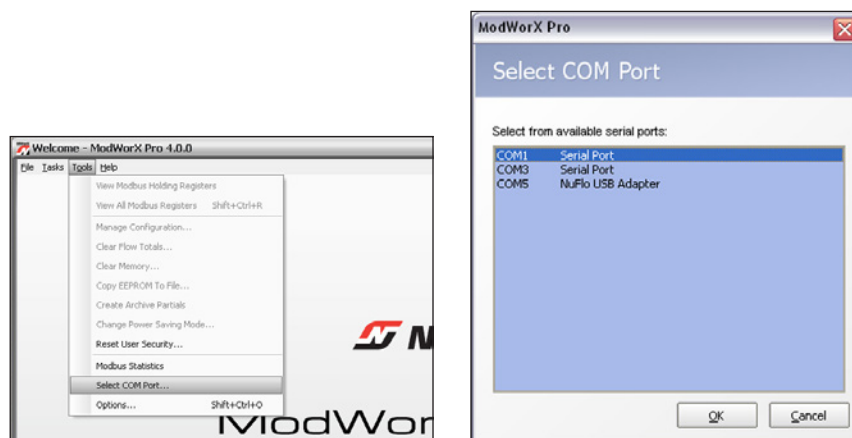 Welcome - ModWorX Pro 4.0.0
File Tasks Tools Help
View Modbus Holding Registers
View All Modbus Registers Shift+Ctrl+R
Manage Configuration...
Clear Flow Totals...
Clear Memory...
Copy EEPROM To File...
Create Archive Partials
Change Power Saving Mode...
Reset User Security...
Modbus Statistics
Select COM Port...
Options... Shift+Ctrl+O
N
ModWor
ModWorX Pro
Select COM Port
Select from available serial ports:
COM1 Serial Port
COM3 Serial Port
COM5 NuFlo USB Adapter
OK Cancel